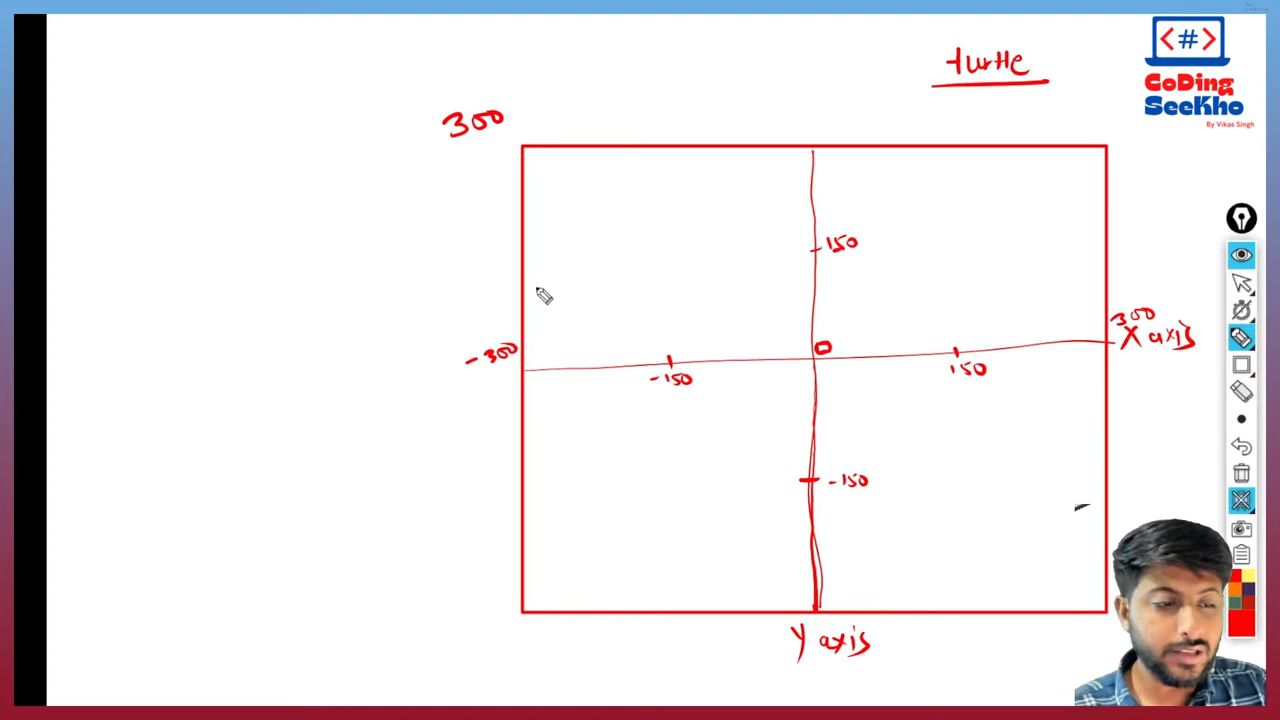 turtle
<#>
CoDing
SeeKho
By Vikas Singh
300
150
300
X axis
-300
0
-150
150
-150
Y axis